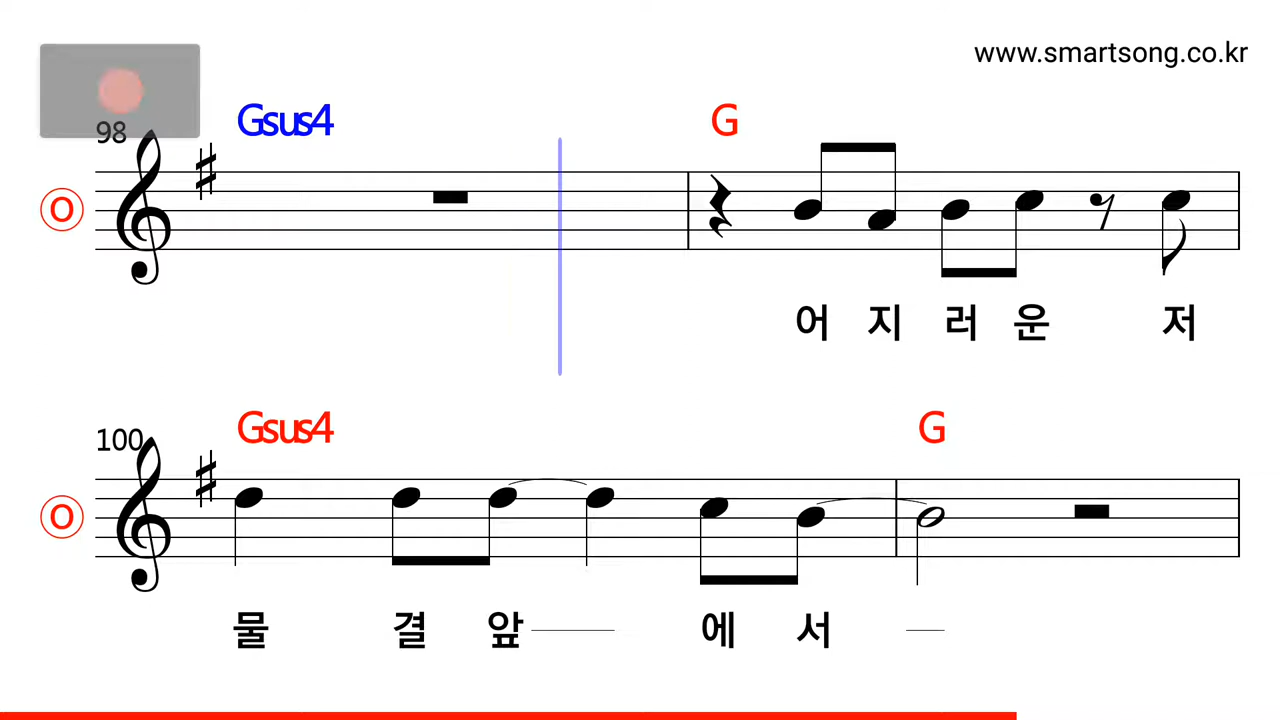 www.smartsong.co.kr
98 Gsus4 G
O
어 지 러 운 저
100 Gsus4 G
O
물 결 앞 에 서